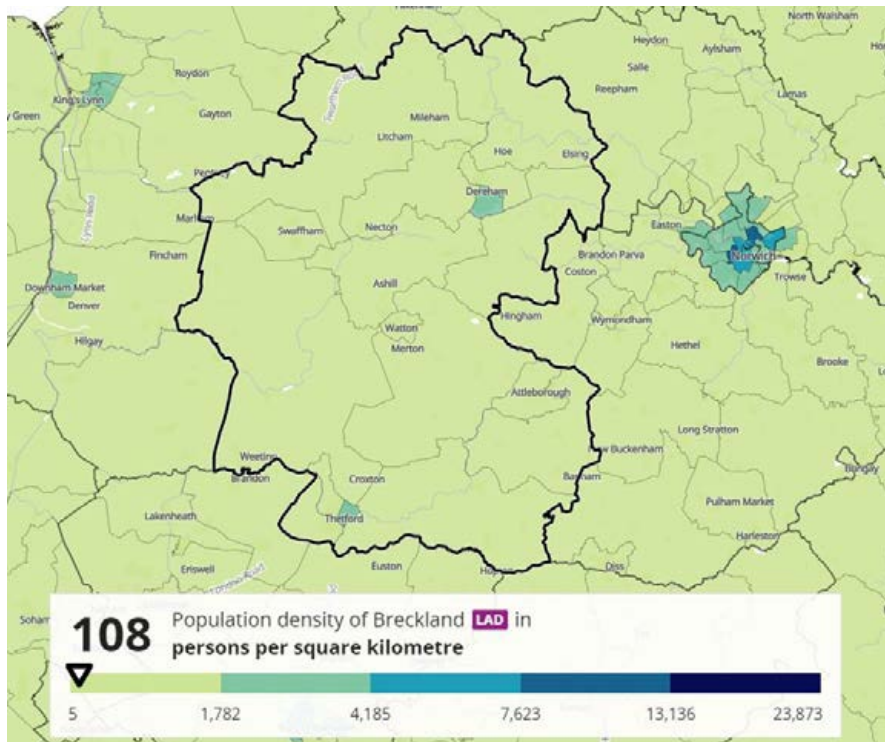 North Walsham
Heydon
Aylsham
Salle
Roydon
Reepham
Lamas
King's Lynn
Gayton
Mileham
Litcham
Hoe
Elsing
Dereham
Easton
Swaffham
Necton
Norwich
Fincham
Brandon Parva
Coston
Trowse
Downham Market
Ashill
Denver
Hingham
Watton
Wymondham
Merton
Hilgay
Hethel
Brooke
Attleborough
Long Stratton
Buckenham
Weeting
Brandon
Croxton
Bungay
Pulham Market
Lakenheath
Thetford
Harleston
Eriswell
Euston
Diss
Soham
108
Population density of Breckland LAD in
persons per square kilometre
5 1,782 4,185 7,623 13,136 23,873